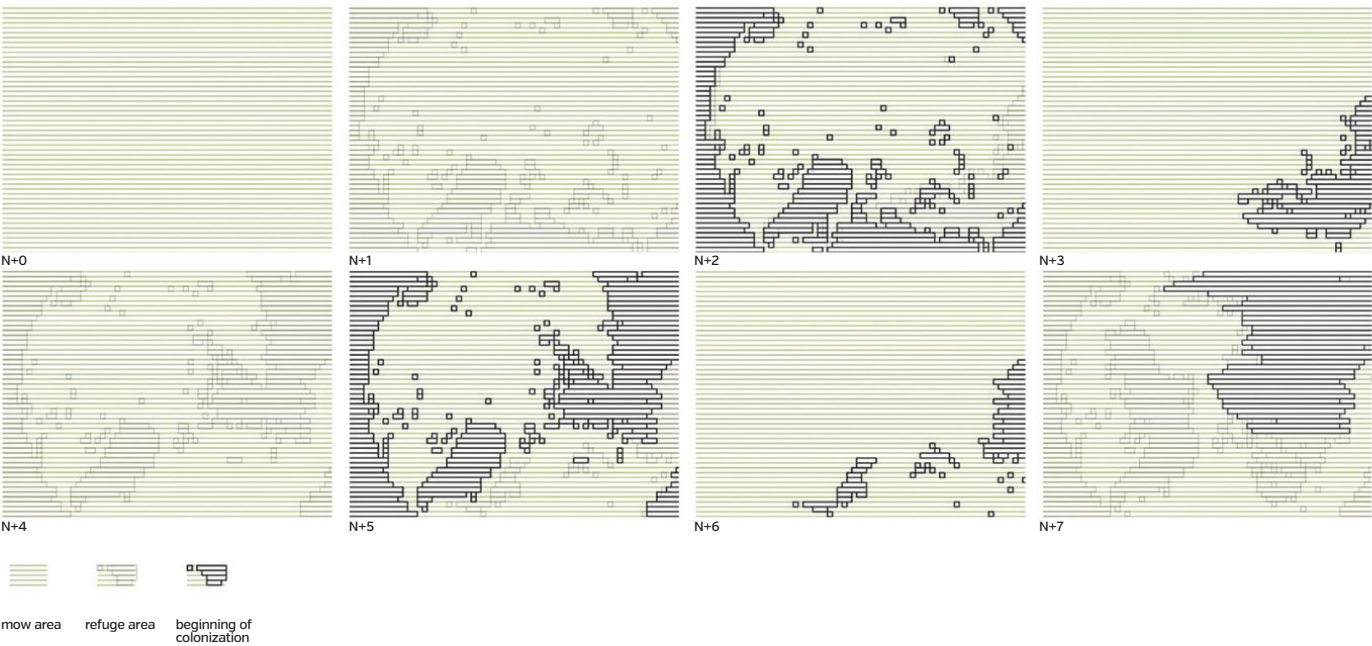 N+0
N+1
N+2
N+3
N+4
N+5
N+6
N+7
mow area
refuge area
beginning of
colonization